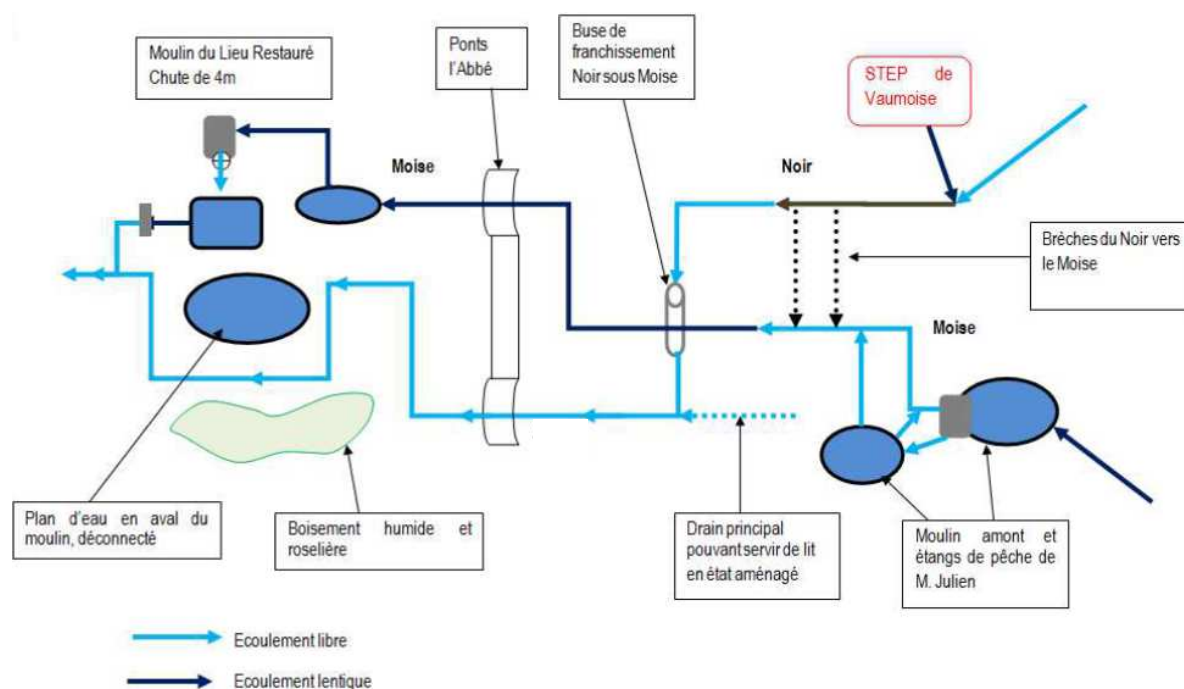 Moulin du Lieu Restauré
Chute de 4m
Ponts
l'Abbé
Buse de
franchissement
Noir sous Moise
STEP de
Vaumoise
Moise
Noir
Brèches du Noir vers
le Moise
Moise
Plan d'eau en aval du
moulin, déconnecté
Boisement humide et
roselière
Drain principal
pouvant servir de lit
en état aménagé
Moulin amont et
étangs de pêche de
M. Julien
Ecoulement libre
Ecoulement lentique